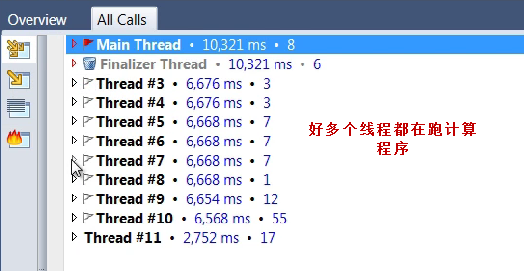 Overview All Calls
Main Thread • 10,321 ms • 8
Finalizer Thread • 10,321 ms • 6
Thread #3 • 6,676 ms • 3
Thread #4 • 6,676 ms • 3
Thread #5 • 6,668 ms • 7
Thread #6 • 6,668 ms • 7
Thread #7 • 6,668 ms • 7
Thread #8 • 6,668 ms • 1
Thread #9 • 6,654 ms • 12
Thread #10 • 6,568 ms • 55
Thread #11 • 2,752 ms • 17
好多个线程都在跑计算
程序